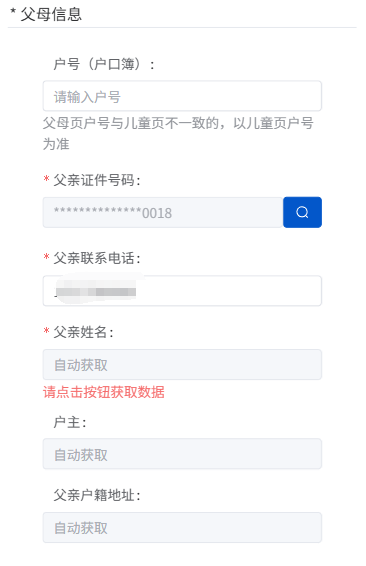 * 父母信息
户号（户口簿）：
请输入户号
父母页户号与儿童页不一致的，以儿童页户号
为准
* 父亲证件号码：
**************0018
* 父亲联系电话：
* 父亲姓名：
自动获取
请点击按钮获取数据
户主：
自动获取
父亲户籍地址：
自动获取